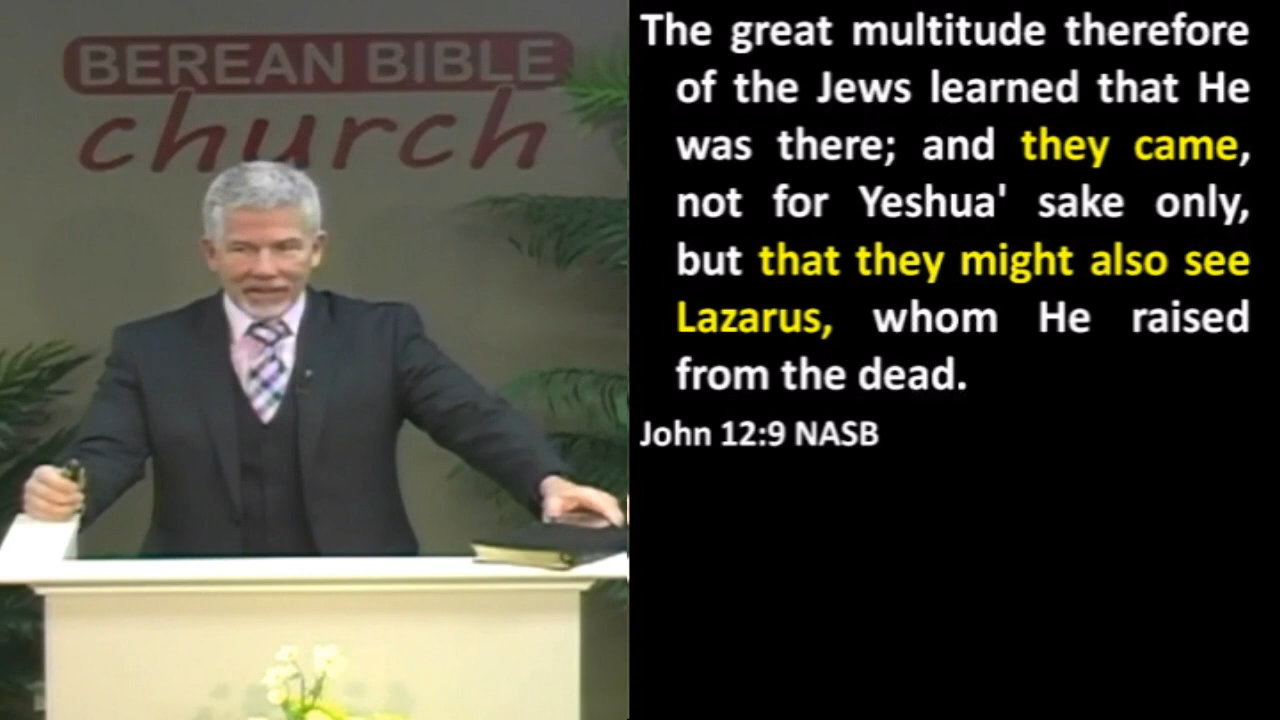 BEREAN BIBLE
church
The great multitude therefore
of the Jews learned that He
was there; and they came,
not for Yeshua' sake only,
but that they might also see
Lazarus, whom He raised
from the dead.
John 12:9 NASB